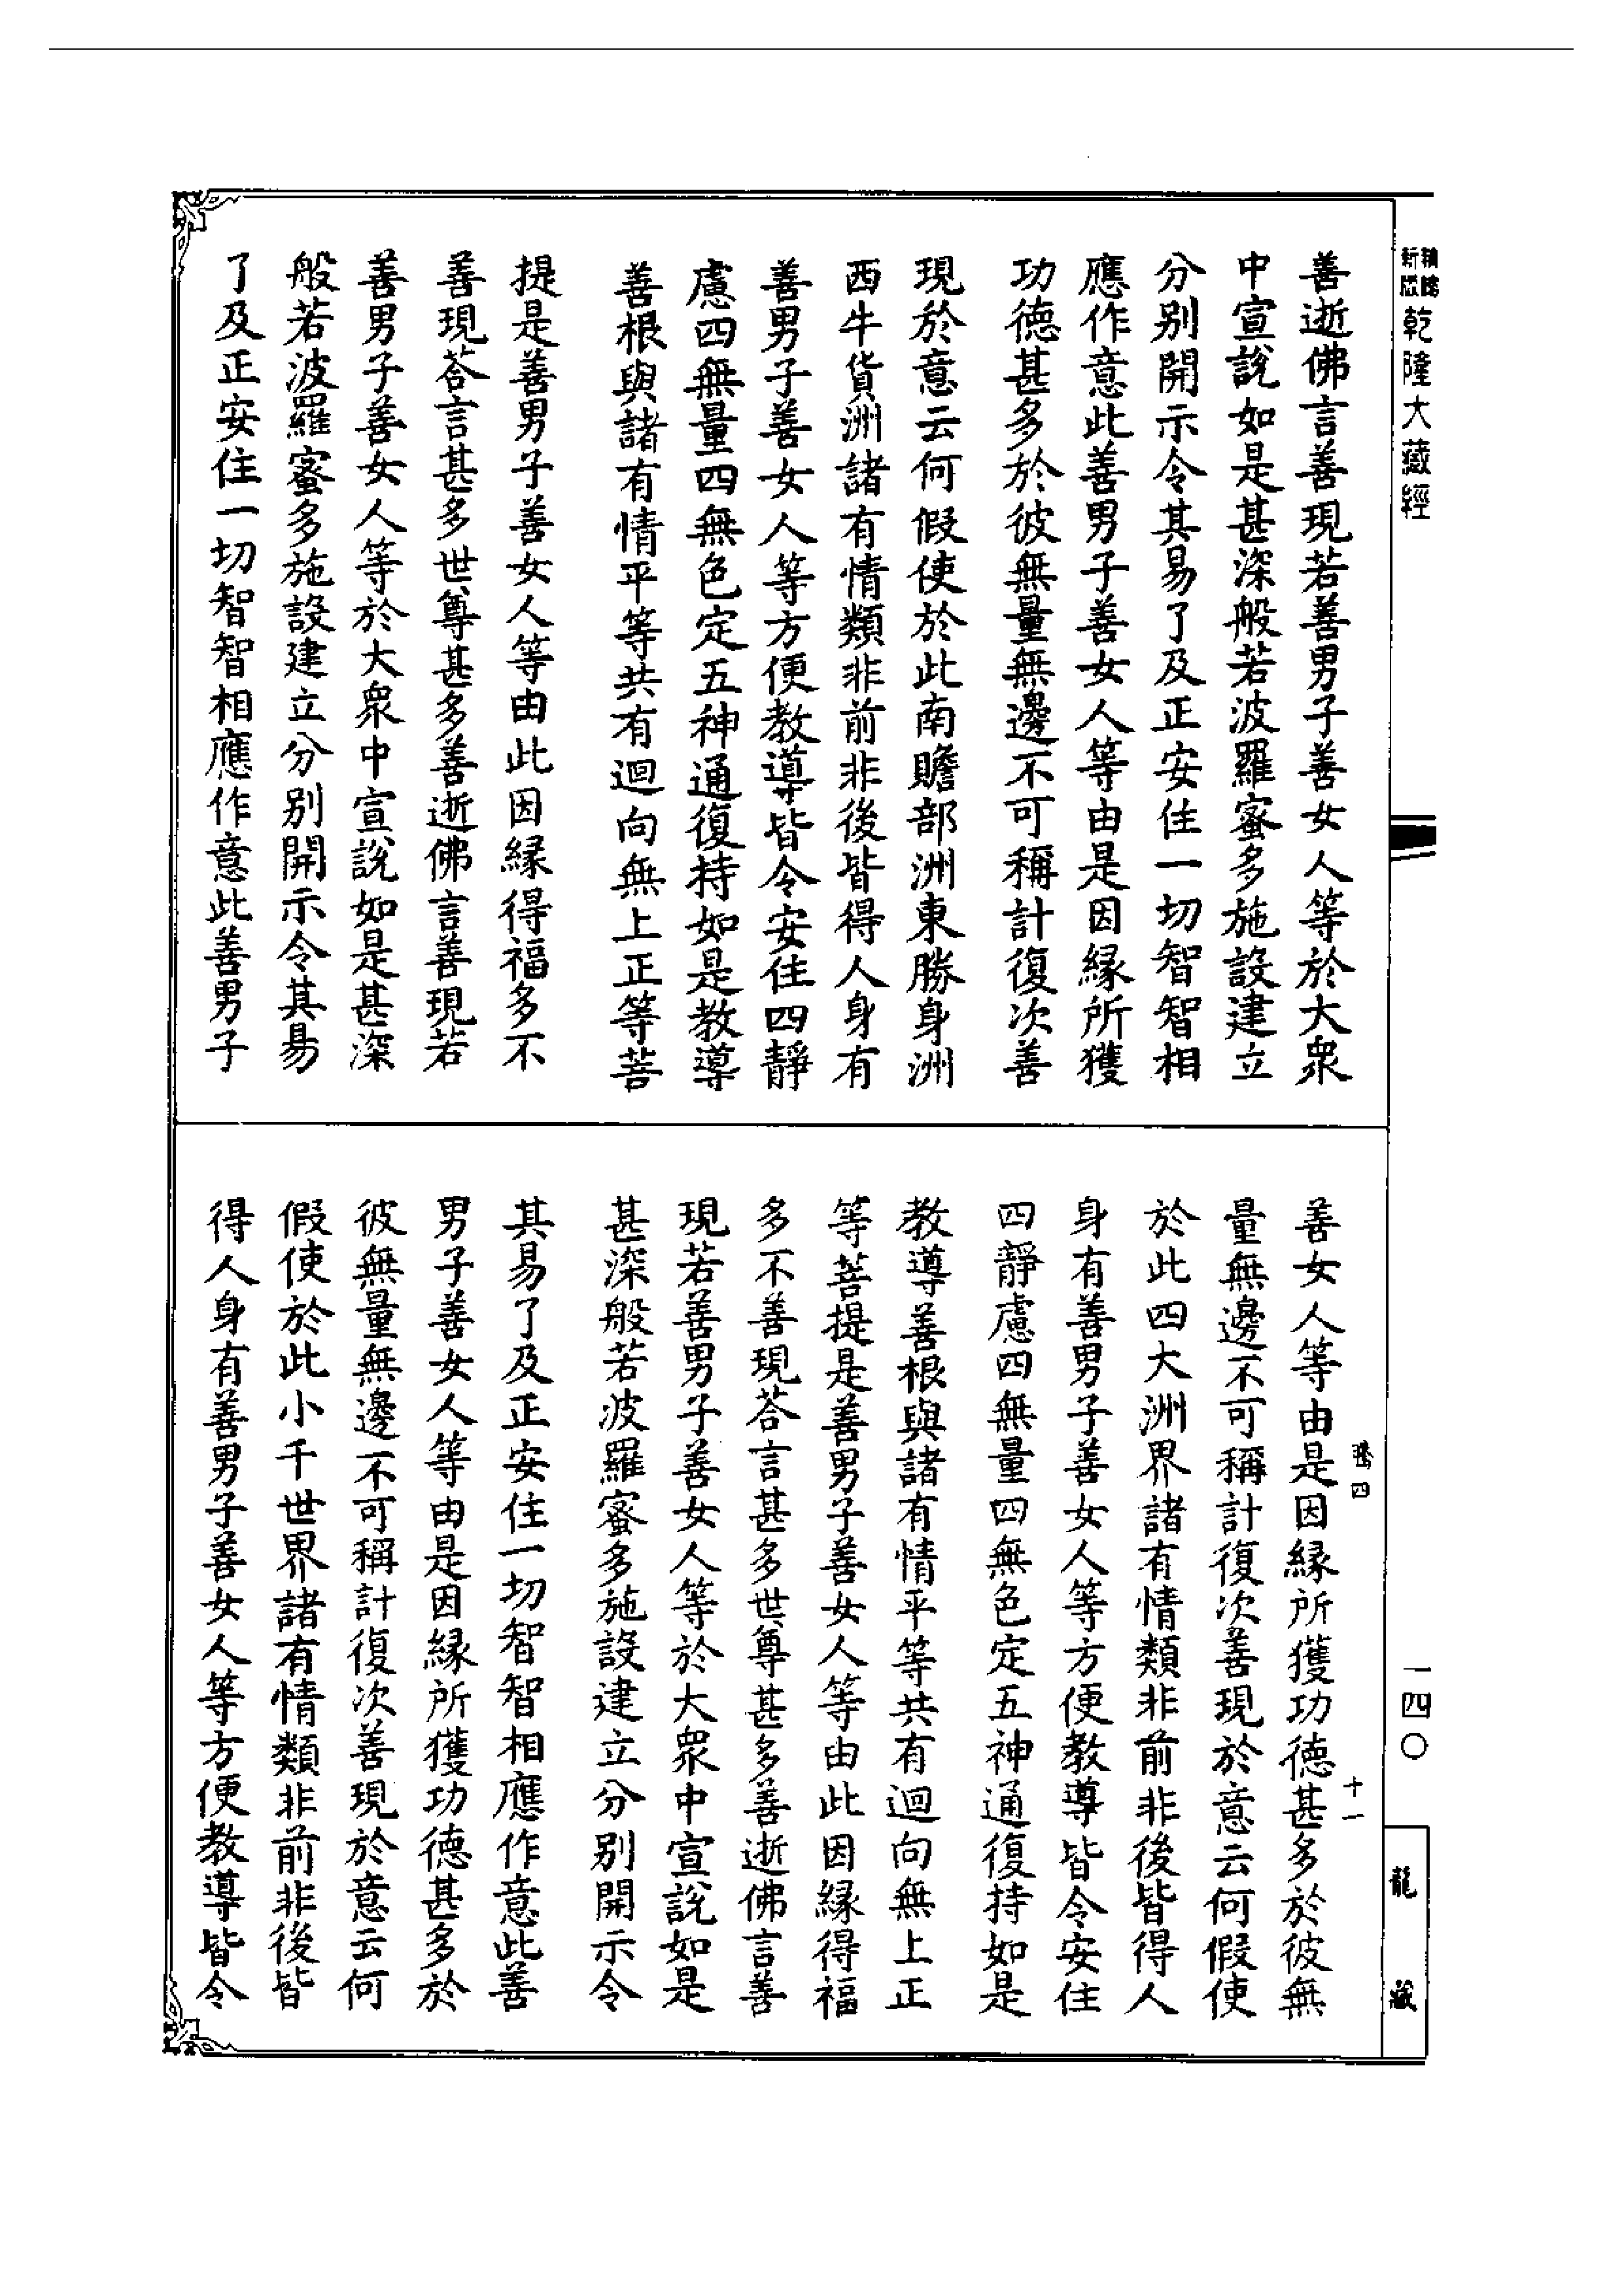 乾隆大藏經
善逝佛言善現若善男子善女人等於大眾
中宣說如是甚深般若波羅蜜多施設建立
分別開示令其易了及正安住一切智智相
應作意此善男子善女人等由是因緣所獲
功德甚多於彼無量無邊不可稱計復次善
現於意云何假使於此南贍部洲東勝身洲
西牛貨洲諸有情類非前非後皆得人身有
善男子善女人等方便教導皆令安住四靜
慮四無量四無色定五神通復持如是教導
善根與諸有情平等共有迴向無上正等菩
提是善男子善女人等由此因緣得福多不
善現荅言甚多世尊甚多善逝佛言善現若
善男子善女人等於大眾中宣說如是甚深
般若波羅蜜多施設建立分別開示令其易
了及正安住一切智智相應作意此善男子
善女人等由是因緣所獲功德甚多於彼無
量無邊不可稱計復次善現於意云何假使
於此四大洲界諸有情類非前非後皆得人
身有善男子善女人等方便教導皆令安住
四靜慮四無量四無色定五神通復持如是
教導善根與諸有情平等共有迴向無上正
等菩提是善男子善女人等由此因緣得福
多不善現荅言甚多世尊甚多善逝佛言善
現若善男子善女人等於大眾中宣說如是
甚深般若波羅蜜多施設建立分別開示令
其易了及正安住一切智智相應作意此善
男子善女人等由是因緣所獲功德甚多於
彼無量無邊不可稱計復次善現於意云何
假使於此小千世界諸有情類非前非後皆
得人身有善男子善女人等方便教導皆令
四
十一
一四〇
龍藏